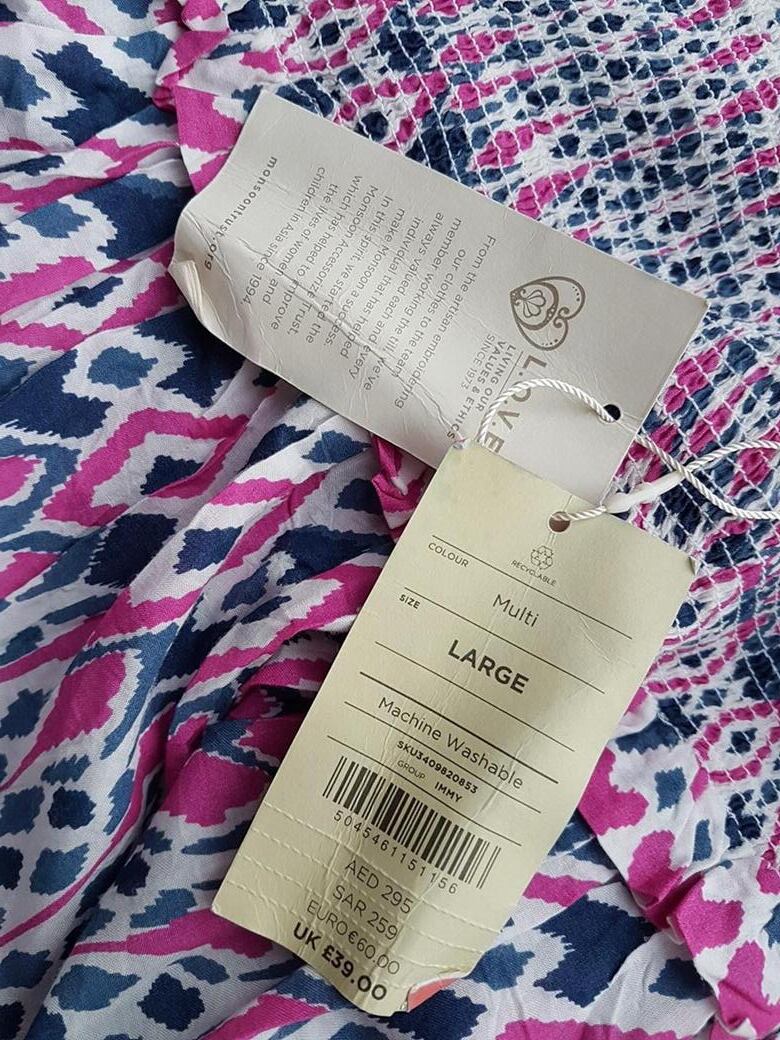 L.O.V.E
LIVING OUR
VALUES & ETHICS
SINCE 1973
From the artisan embroidering
our clothes to the team
member working the till, we've
always valued each and every
individual that has helped
make Monsoon a success.
In this spirit, we started the
Monsoon Accessorize Trust,
which has helped to improve
the lives of women and
children in Asia since 1994.
monsoontrust.org
RECYCLABLE
COLOUR
Multi
SIZE
LARGE
Machine Washable
SKU3409820853
GROUP IMMY
5045461151156
AED 295
SAR 259
EURO €60.00
UK £39.00